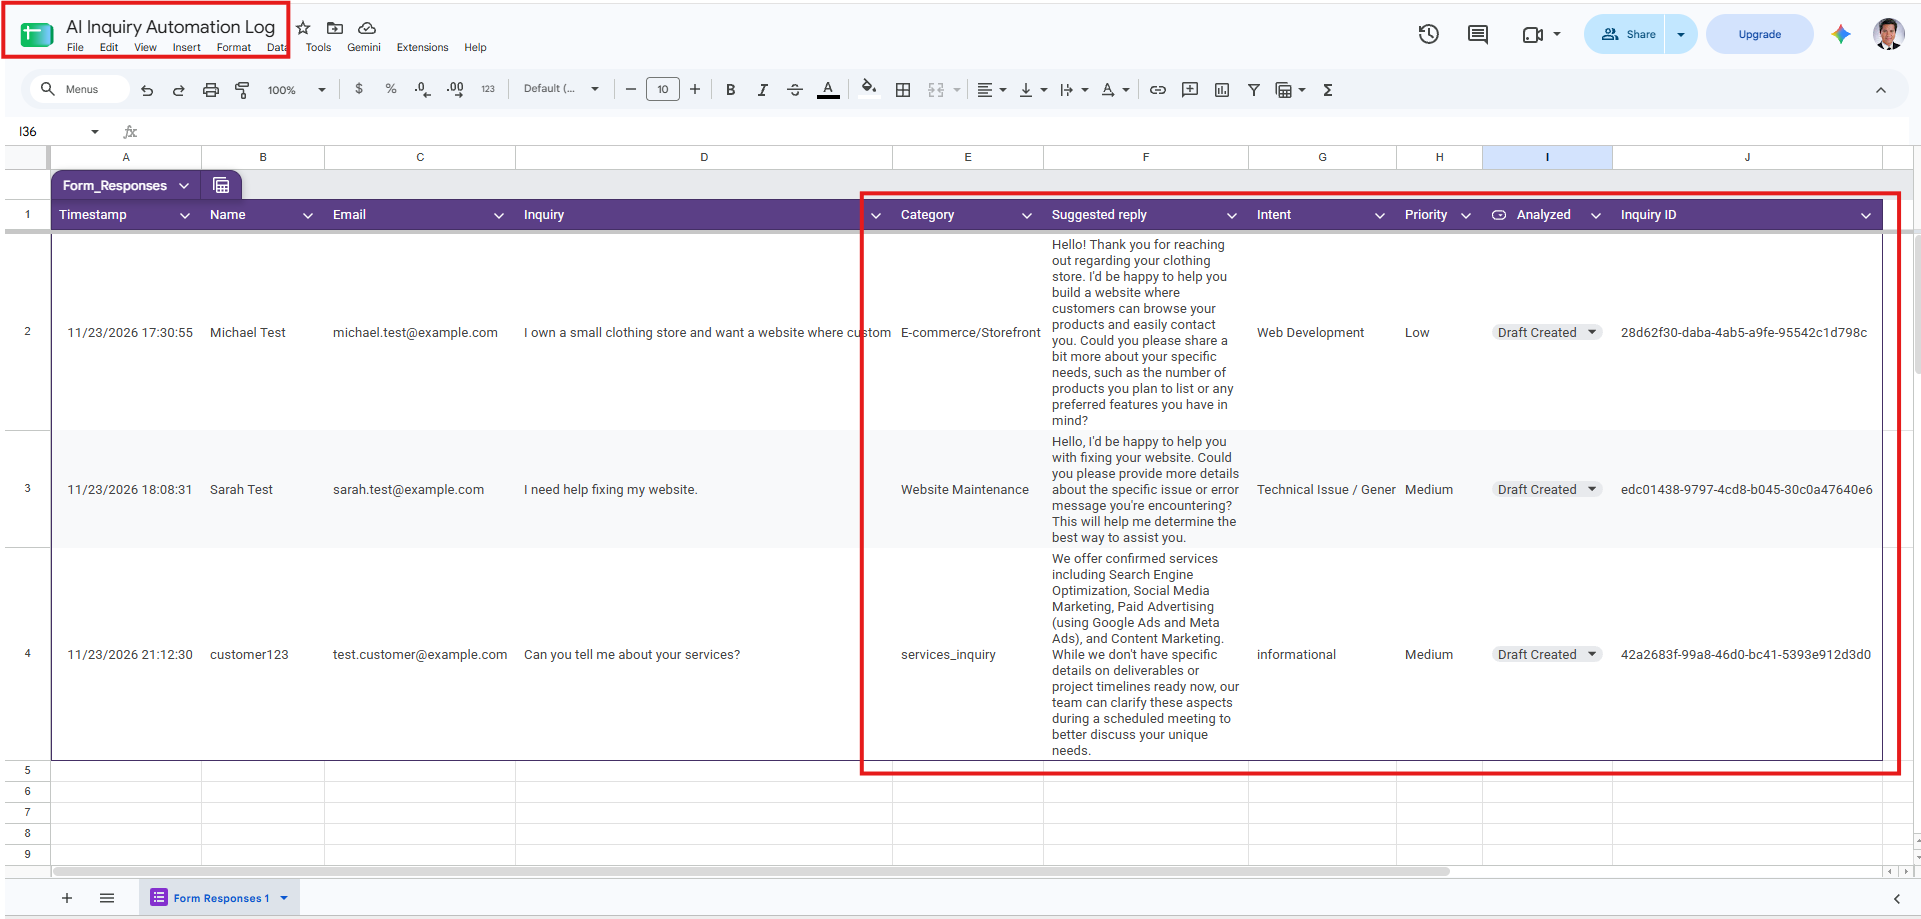 AI Inquiry Automation Log
File Edit View Insert Format Data Tools Gemini Extensions Help
Share
Upgrade
Menus
100%
$ % .0 .00 123
Default (...
10
B I S A
I36
fx
A B C D E F G H I J
Form_Responses
1 Timestamp Name Email Inquiry Category Suggested reply Intent Priority Analyzed Inquiry ID
Hello! Thank you for reaching
out regarding your clothing
store. I'd be happy to help you
build a website where
customers can browse your
products and easily contact
you. Could you please share a
bit more about your specific
needs, such as the number of
products you plan to list or any
preferred features you have in
mind?
2 11/23/2026 17:30:55 Michael Test michael.test@example.com I own a small clothing store and want a website where custom E-commerce/Storefront Web Development Low Draft Created 28d62f30-daba-4ab5-a9fe-95542c1d798c
Hello, I'd be happy to help you
with fixing your website. Could
you please provide more details
about the specific issue or error
message you're encountering?
This will help me determine the
best way to assist you.
3 11/23/2026 18:08:31 Sarah Test sarah.test@example.com I need help fixing my website. Website Maintenance Technical Issue / Gener Medium Draft Created edc01438-9797-4cd8-b045-30c0a47640e6
We offer confirmed services
including Search Engine
Optimization, Social Media
Marketing, Paid Advertising
(using Google Ads and Meta
Ads), and Content Marketing.
While we don't have specific
details on deliverables or
project timelines ready now, our
team can clarify these aspects
during a scheduled meeting to
better discuss your unique
needs.
4 11/23/2026 21:12:30 customer123 test.customer@example.com Can you tell me about your services? services_inquiry informational Medium Draft Created 42a2683f-99a8-46d0-bc41-5393e912d3d0
5
6
7
8
9
Form Responses 1